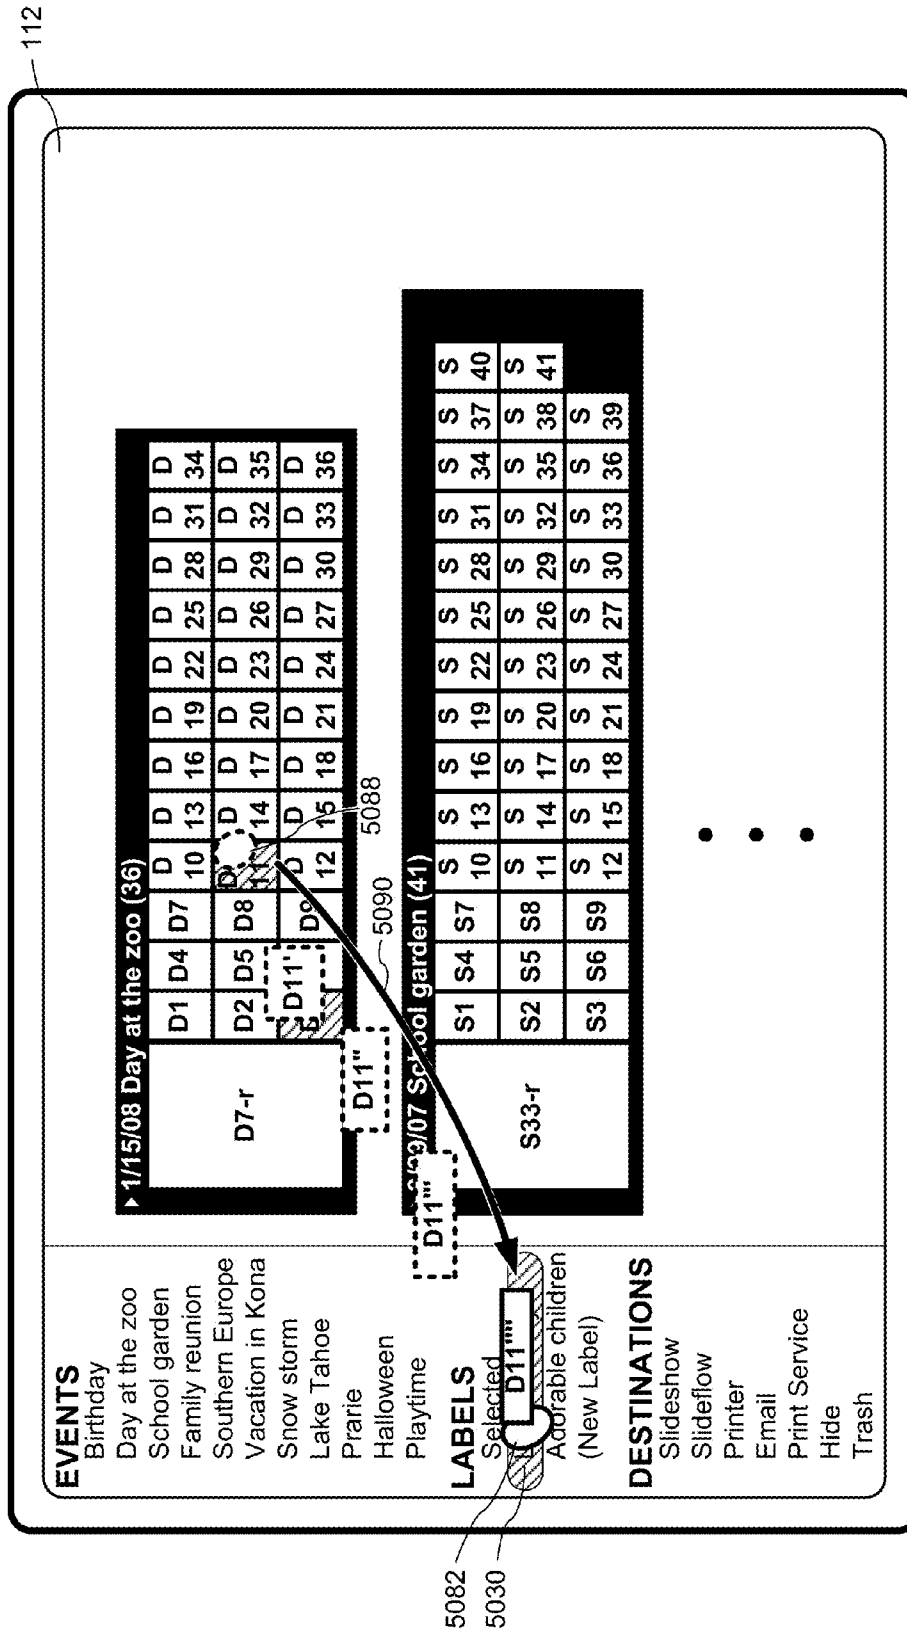 112
EVENTS
Birthday
Day at the zoo
School garden
Family reunion
Southern Europe
Vacation in Kona
Snow storm
Lake Tahoe
Prarie
Halloween
Playtime
LABELS
Selected
Adorable children
(New Label)
DESTINATIONS
Slideshow
Slideflow
Printer
Email
Print Service
Hide
Trash
5082
5030
1/15/08 Day at the zoo (36)
D7-r
D1 D4 D7 D 10 D 13 D 16 D 19 D 22 D 25 D 28 D 31 D 34
D2 D5 D8 D 11 D 14 D 17 D 20 D 23 D 26 D 29 D 32 D 35
D9 D 12 D 15 D 18 D 21 D 24 D 27 D 30 D 33 D 36
D11'
D11''
D11'''
D11''''
5088
5090
/07 School garden (41)
S33-r
S1 S4 S7 S 10 S 13 S 16 S 19 S 22 S 25 S 28 S 31 S 34 S 37 S 40
S2 S5 S8 S 11 S 14 S 17 S 20 S 23 S 26 S 29 S 32 S 35 S 38 S 41
S3 S6 S9 S 12 S 15 S 18 S 21 S 24 S 27 S 30 S 33 S 36 S 39